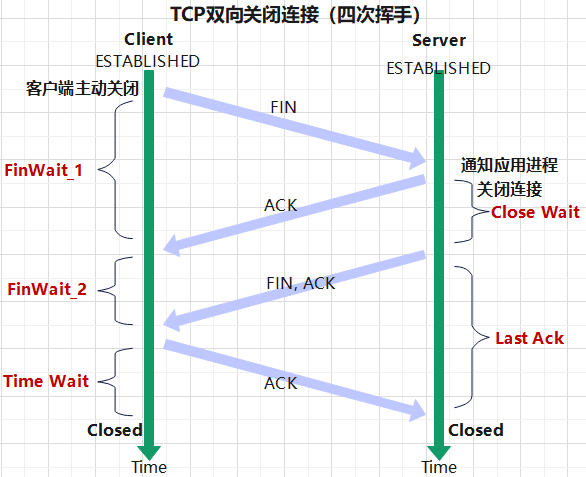 TCP双向关闭连接（四次挥手）
Client
Server
ESTABLISHED
ESTABLISHED
客户端主动关闭
FIN
FinWait_1
通知应用进程
关闭连接
ACK
Close Wait
FinWait_2
FIN, ACK
Last Ack
Time Wait
ACK
Closed
Closed
Time
Time